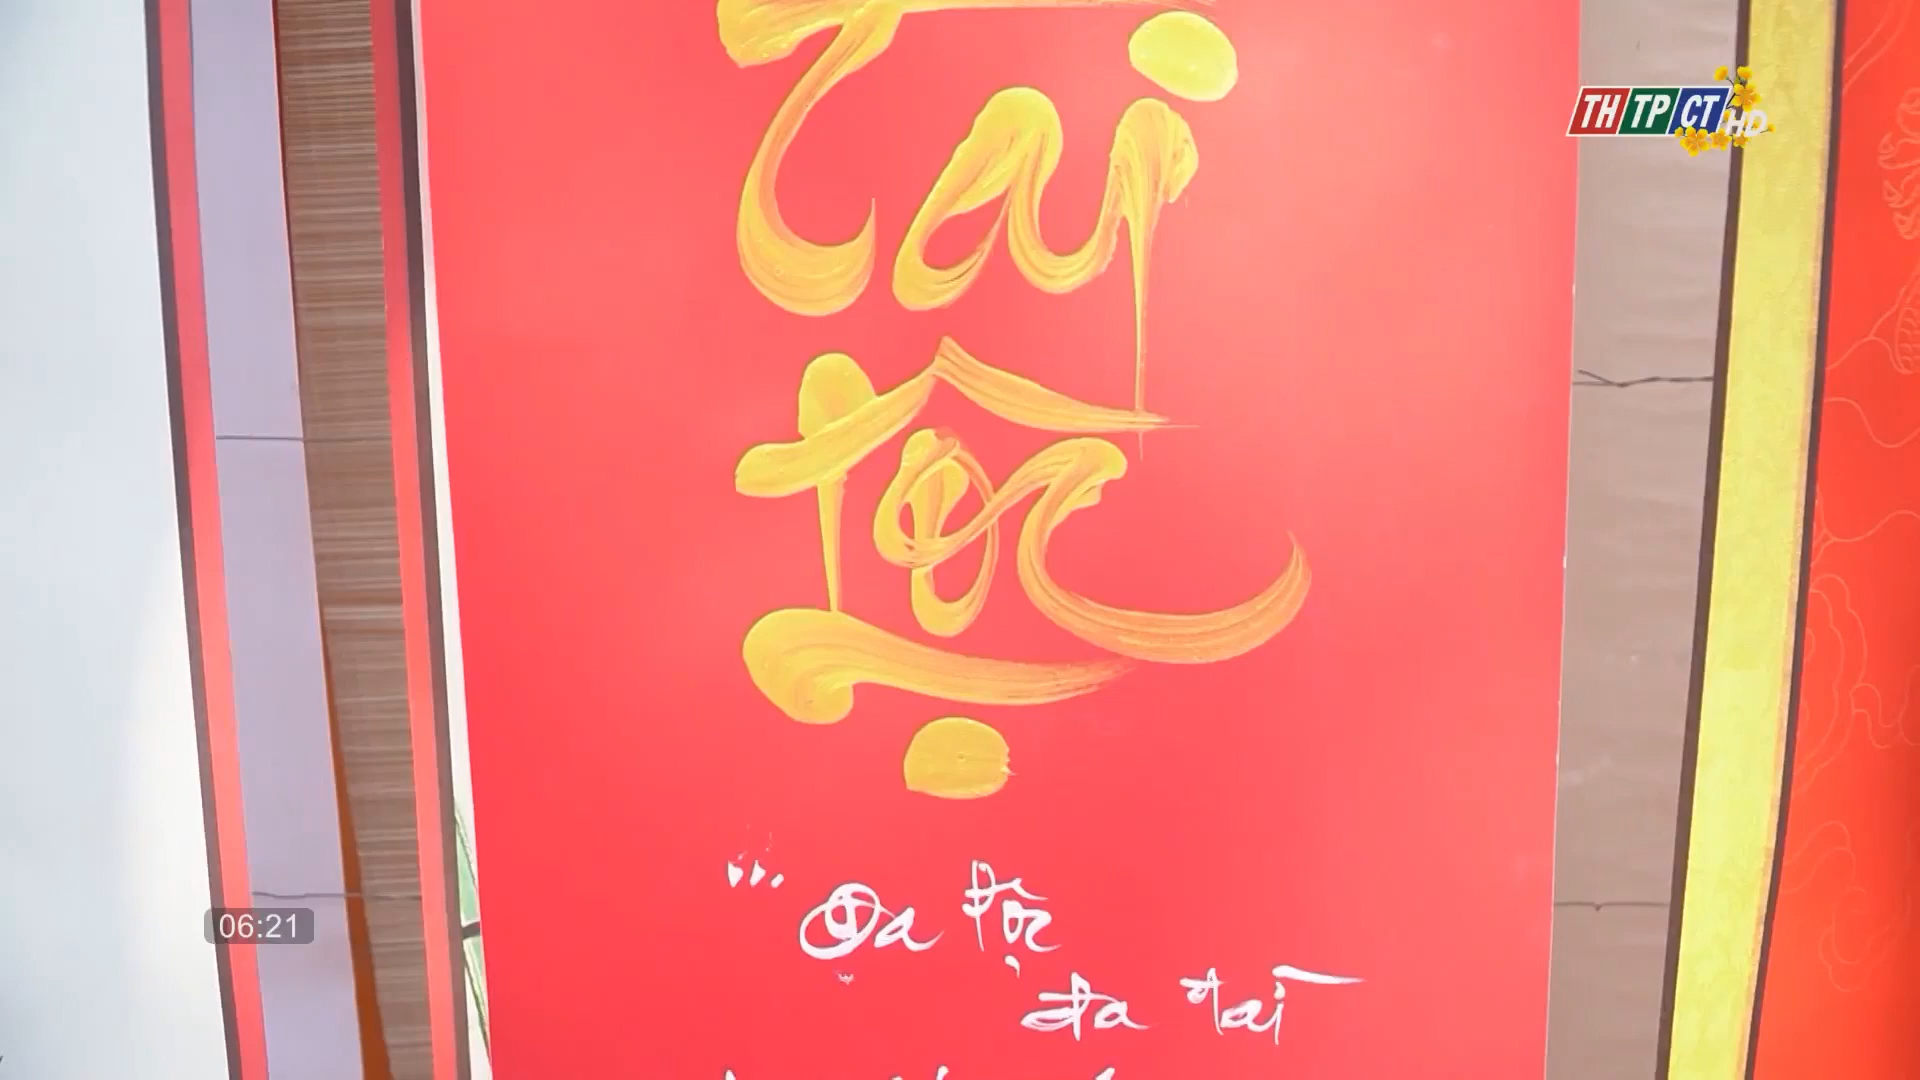 Tài
lộc
THTPCT HD
... Đa lộc
đa tài
06:21